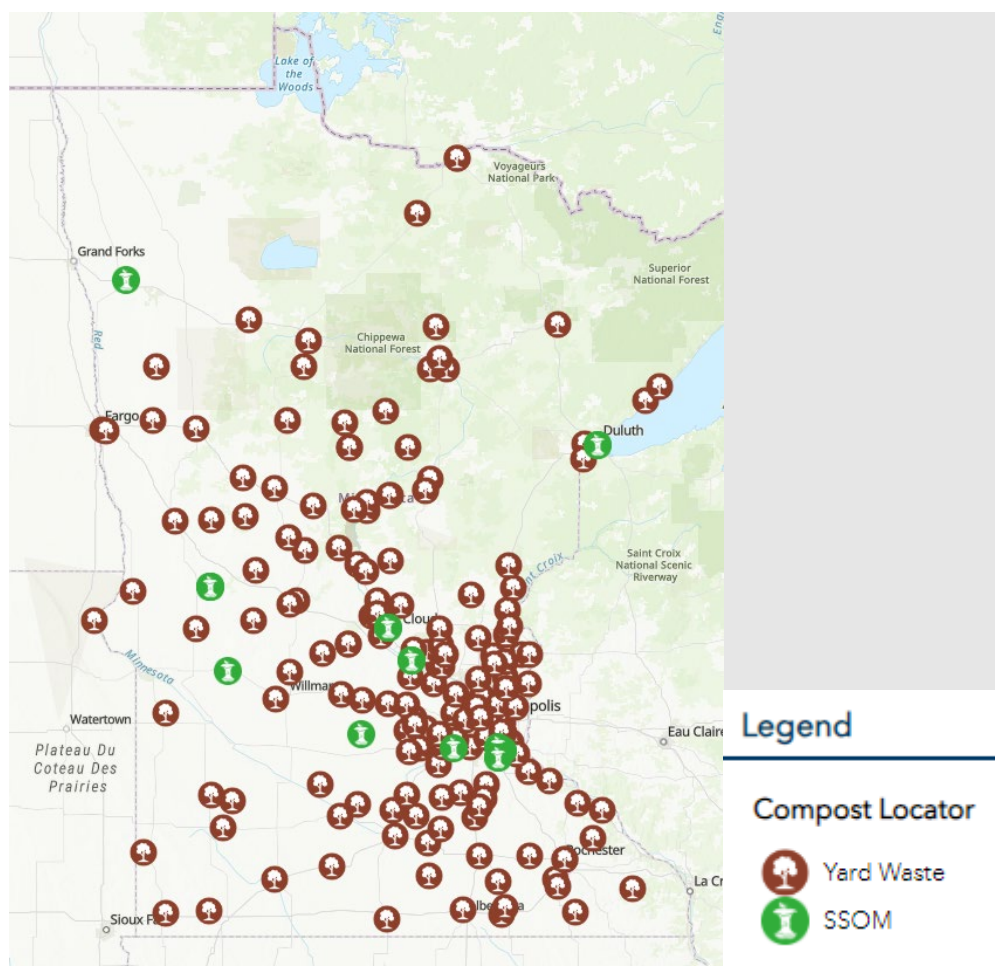 Lake of
the
Woods
Voyageurs
National Park
Grand Forks
Superior
National Forest
Red
Chippewa
National Forest
Fargo
Duluth
Saint Croix
National Scenic
Riverway
Cloud
Minnesota
Watertown
Eau Claire
Plateau Du
Coteau Des
Prairies
Rochester
La Cr
Sioux F
Legend
Compost Locator
Yard Waste
SSOM